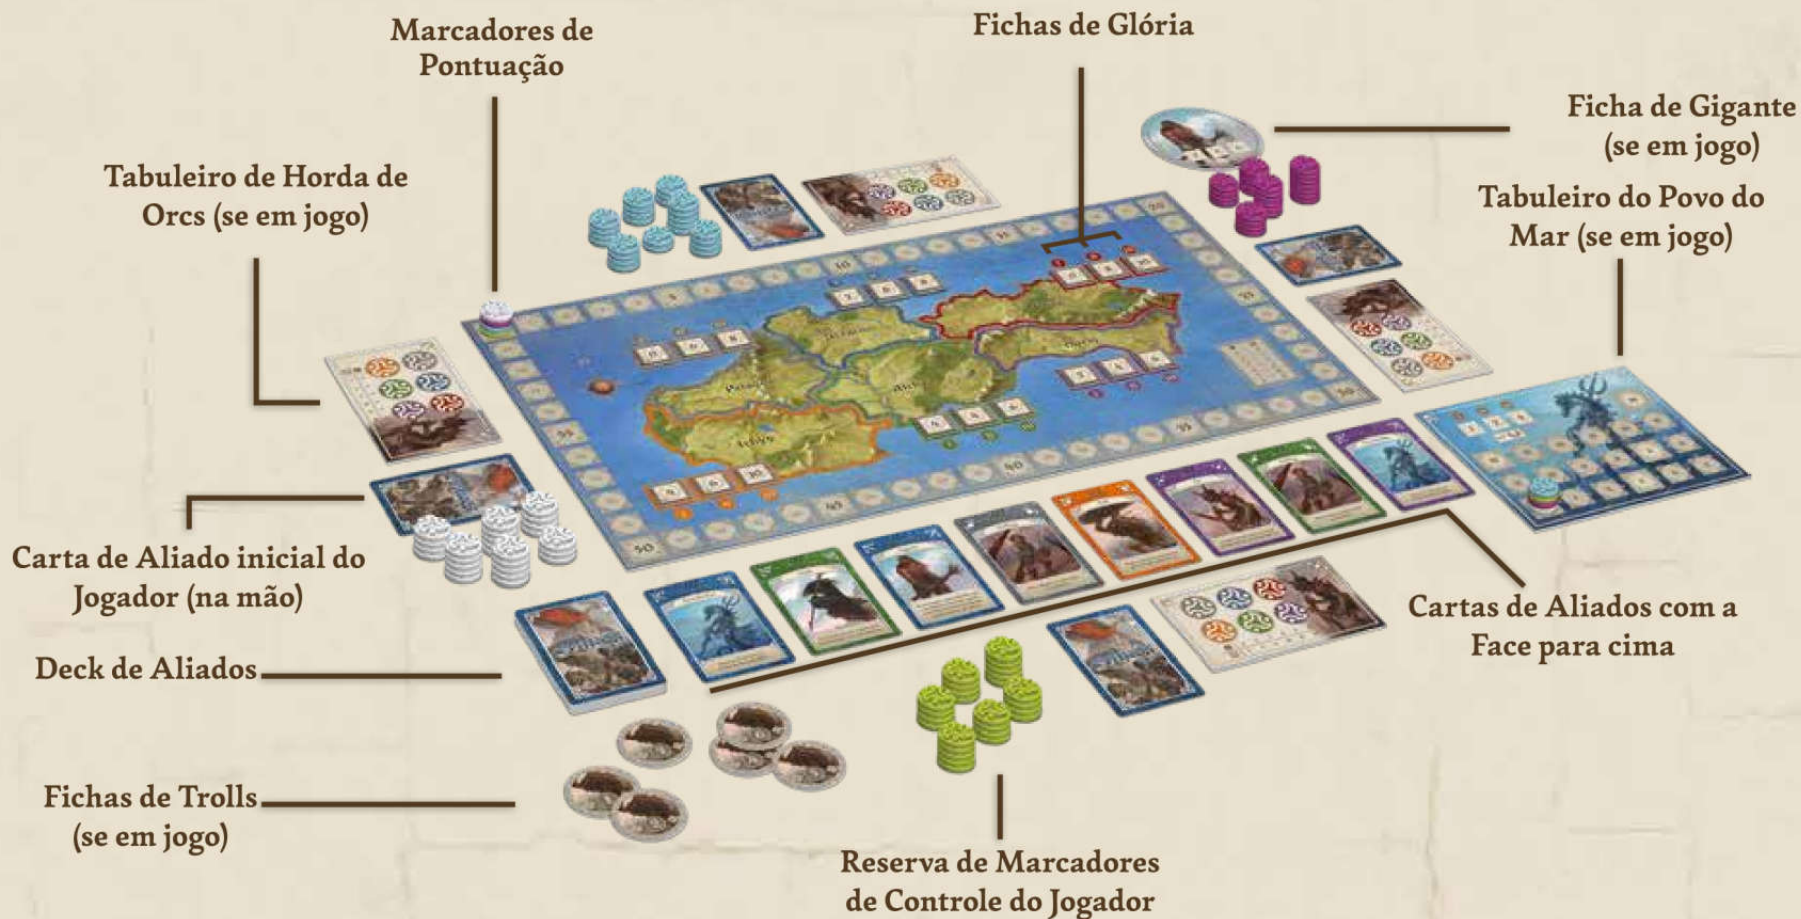 Fichas de Glória
Marcadores de
Pontuação
Ficha de Gigante
(se em jogo)
Tabuleiro de Horda de
Orcs (se em jogo)
Tabuleiro do Povo do
Mar (se em jogo)
Carta de Aliado inicial do
Jogador (na mão)
Cartas de Aliados com a
Face para cima
Deck de Aliados
Fichas de Trolls
(se em jogo)
Reserva de Marcadores
de Controle do Jogador